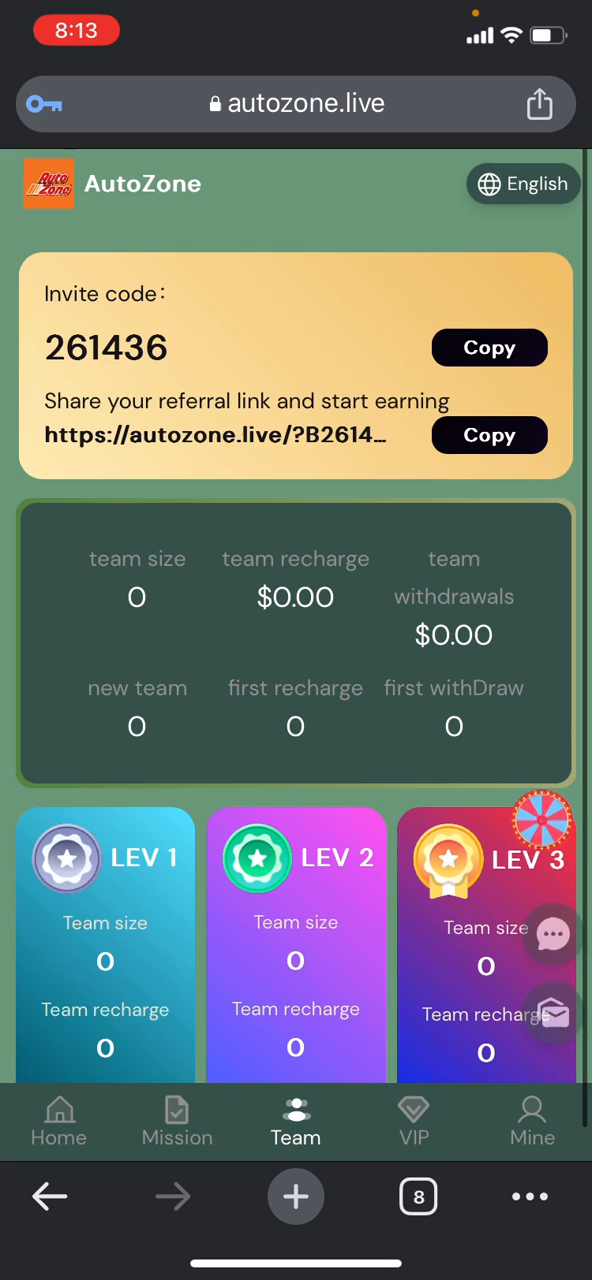 8:13
autozone.live
Auto Zone
AutoZone
English
Invite code:
261436
Copy
Share your referral link and start earning
https://autozone.live/?B2614...
Copy
team size
team recharge
team withdrawals
0
$0.00
$0.00
new team
first recharge
first withDraw
0
0
0
LEV 1
LEV 2
LEV 3
Team size
Team size
Team size
0
0
0
Team recharge
Team recharge
Team recharge
0
0
0
Home
Mission
Team
VIP
Mine
8